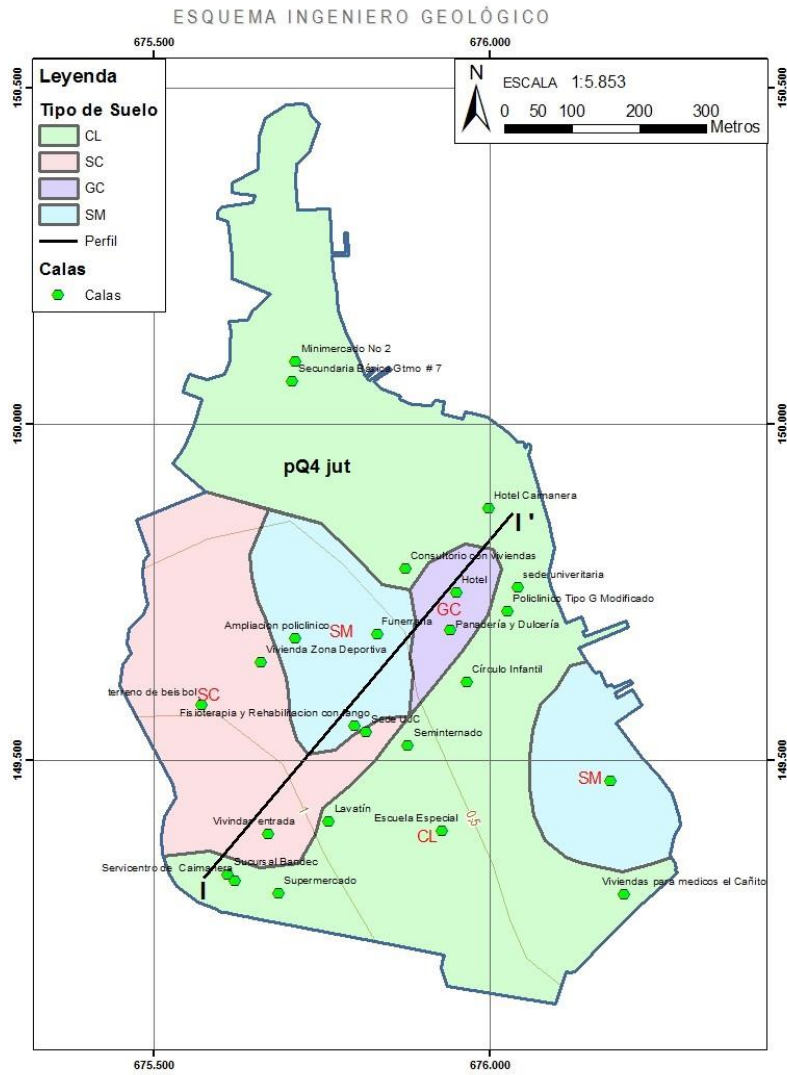 ESQUEMA INGENIERO GEOLÓGICO
675.500
676.000
150.500
150.500
Leyenda
Tipo de Suelo
CL
SC
GC
SM
Perfil
Calas
Calas
N
ESCALA 1:5.853
0 50 100 200 300
Metros
Minimercado No 2
Secundaria Básica Gtmo # 7
150.000
150.000
pQ4 jut
Hotel Caimanera
I '
Consultorio con viviendas
Hotel
sede univeritaria
GC
Policlinico Tipo G Modificado
Ampliacion policlinico
SM
Funerraria
Panadería y Dulcería
Vivienda Zona Deportiva
Círculo Infantil
terreno de beisbol
SC
Fisioterapia y Rehabilitacion con fango
Sede UJC
Seminternado
149.500
149.500
SM
1
0.5
Vivindas entrada
Lavatín
Escuela Especial
CL
Servicentro de Caimanera
Sucursal Bandec
I
Supermercado
Viviendas para medicos el Cañito
675.500
676.000